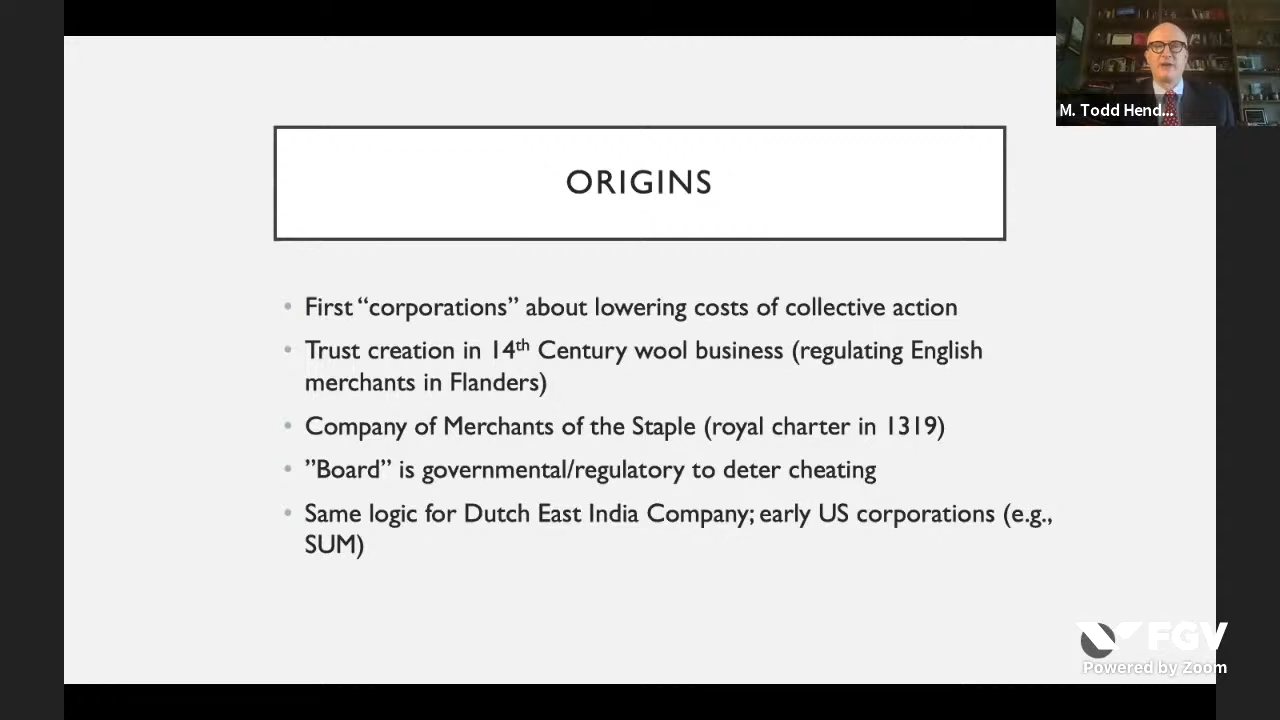 M. Todd Hend...
ORIGINS
• First “corporations” about lowering costs of collective action
• Trust creation in 14th Century wool business (regulating English
merchants in Flanders)
• Company of Merchants of the Staple (royal charter in 1319)
• ”Board” is governmental/regulatory to deter cheating
• Same logic for Dutch East India Company; early US corporations (e.g.,
SUM)
FGV
Powered by Zoom